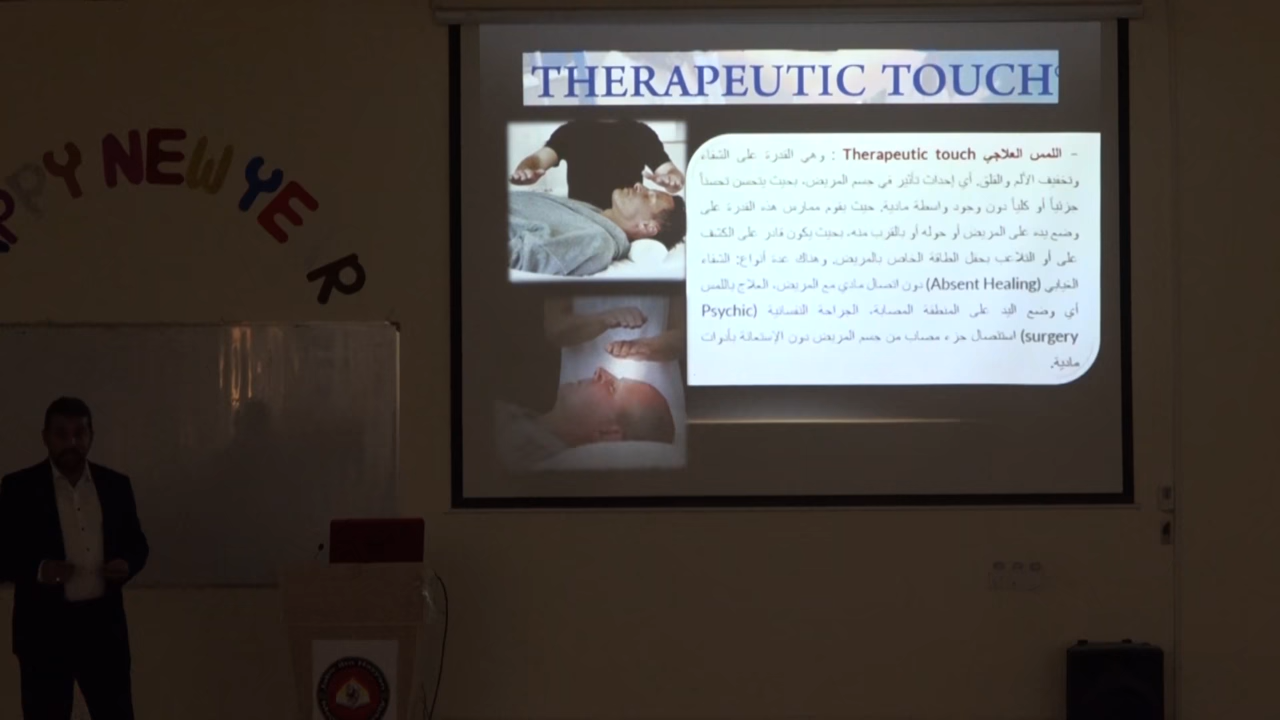 HAPPY NEW YEER
THERAPEUTIC TOUCH
- اللمس العلاجي Therapeutic touch : وهي القدرة على الشفاء
وتخفيف الألم والقلق. أي إحداث تأثير في جسم المريض، بحيث يتحسن تحسناً
جزئياً أو كلياً دون وجود واسطة مادية. حيث يقوم ممارس هذه القدرة على
وضع يده على المريض أو حوله أو بالقرب منه، بحيث يكون قادر على الكشف
على أو التلاعب بحقل الطاقة الخاص بالمريض. وهناك عدة أنواع: الشفاء
الغيابي (Absent Healing) دون اتصال مادي مع المريض، العلاج باللمس
أي وضع اليد على المنطقة المصابة، الجراحة النفسانية (Psychic
surgery) استئصال جزء مصاب من جسم المريض دون الإستعانة بأدوات
مادية.